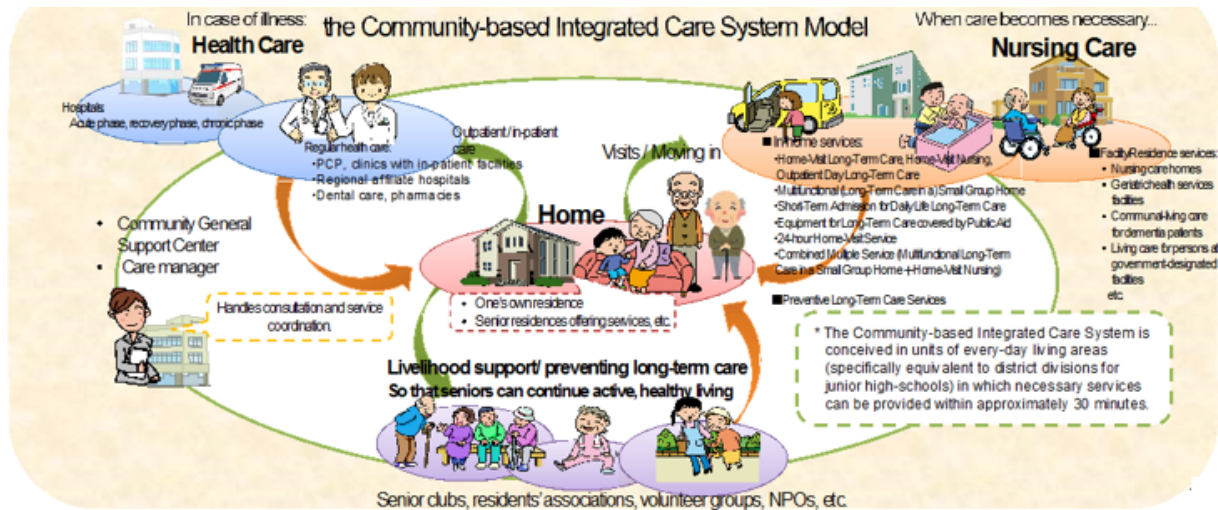 In case of illness:
Health Care
the Community-based Integrated Care System Model
When care becomes necessary...
Nursing Care
Hospitals:
Acute phase, recovery phase, chronic phase
Regular health care:
•PCP, clinics with in-patient facilities
•Regional affiliate hospitals
•Dental care, pharmacies
Outpatient / in-patient
care
Visits / Moving in
■In-home services:
•Home-Visit Long-Term Care, Home-Visit Nursing,
Outpatient Day Long-Term Care
•Multifunctional (Long-Term Care in a) Small Group Home
•Short-Term Admission for Daily Life Long-Term Care
•Equipment for Long-Term Care covered by Public Aid
•24-hour Home-Visit Service
•Combined Multiple Service (Multifunctional Long-Term
Care in a Small Group Home + Home-Visit Nursing)
■Preventive Long-Term Care Services
■Facility/Residence services:
• Nursing care homes
• Geriatric health services
facilities
• Communal-living care
for dementia patients
• Living care for persons at
government-designated
facilities
etc.
• Community General
Support Center
• Care manager
Handles consultation and service
coordination.
Home
• One's own residence
• Senior residences offering services, etc.
Livelihood support/ preventing long-term care
So that seniors can continue active, healthy living
* The Community-based Integrated Care System is
conceived in units of every-day living areas
(specifically equivalent to district divisions for
junior high-schools) in which necessary services
can be provided within approximately 30 minutes.
Senior clubs, residents' associations, volunteer groups, NPOs, etc.